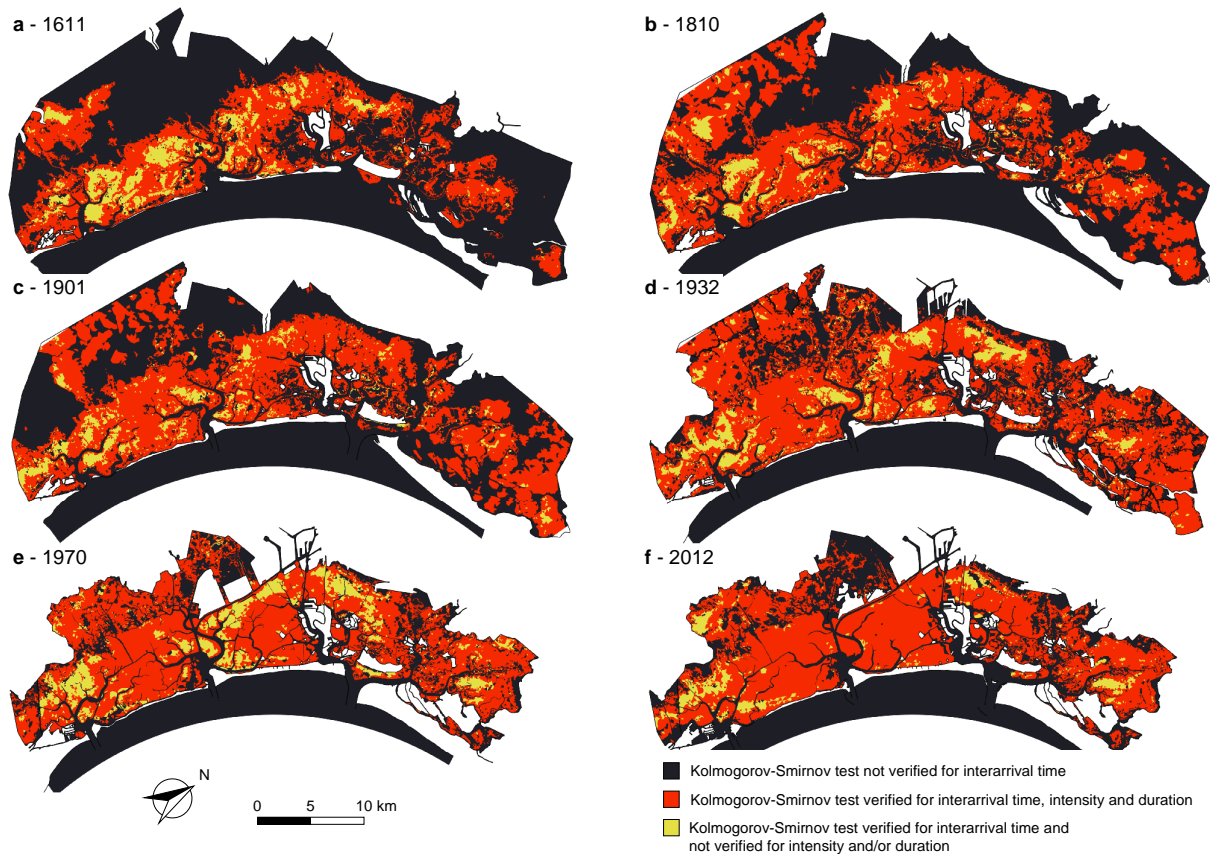 a - 1611
b - 1810
c - 1901
d - 1932
e - 1970
f - 2012
N
0 5 10 km
Kolmogorov-Smirnov test not verified for interarrival time
Kolmogorov-Smirnov test verified for interarrival time, intensity and duration
Kolmogorov-Smirnov test verified for interarrival time and
not verified for intensity and/or duration